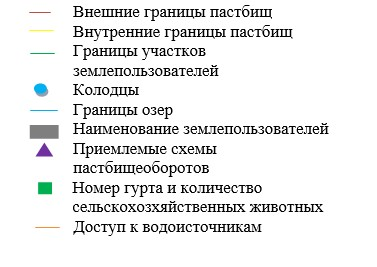 Внешние границы пастбищ
Внутренние границы пастбищ
Границы участков
землепользователей
Колодцы
Границы озер
Наименование землепользователей
Приемлемые схемы
пастбищеоборотов
Номер гурта и количество
сельскохозхяйственных животных
Доступ к водоисточникам